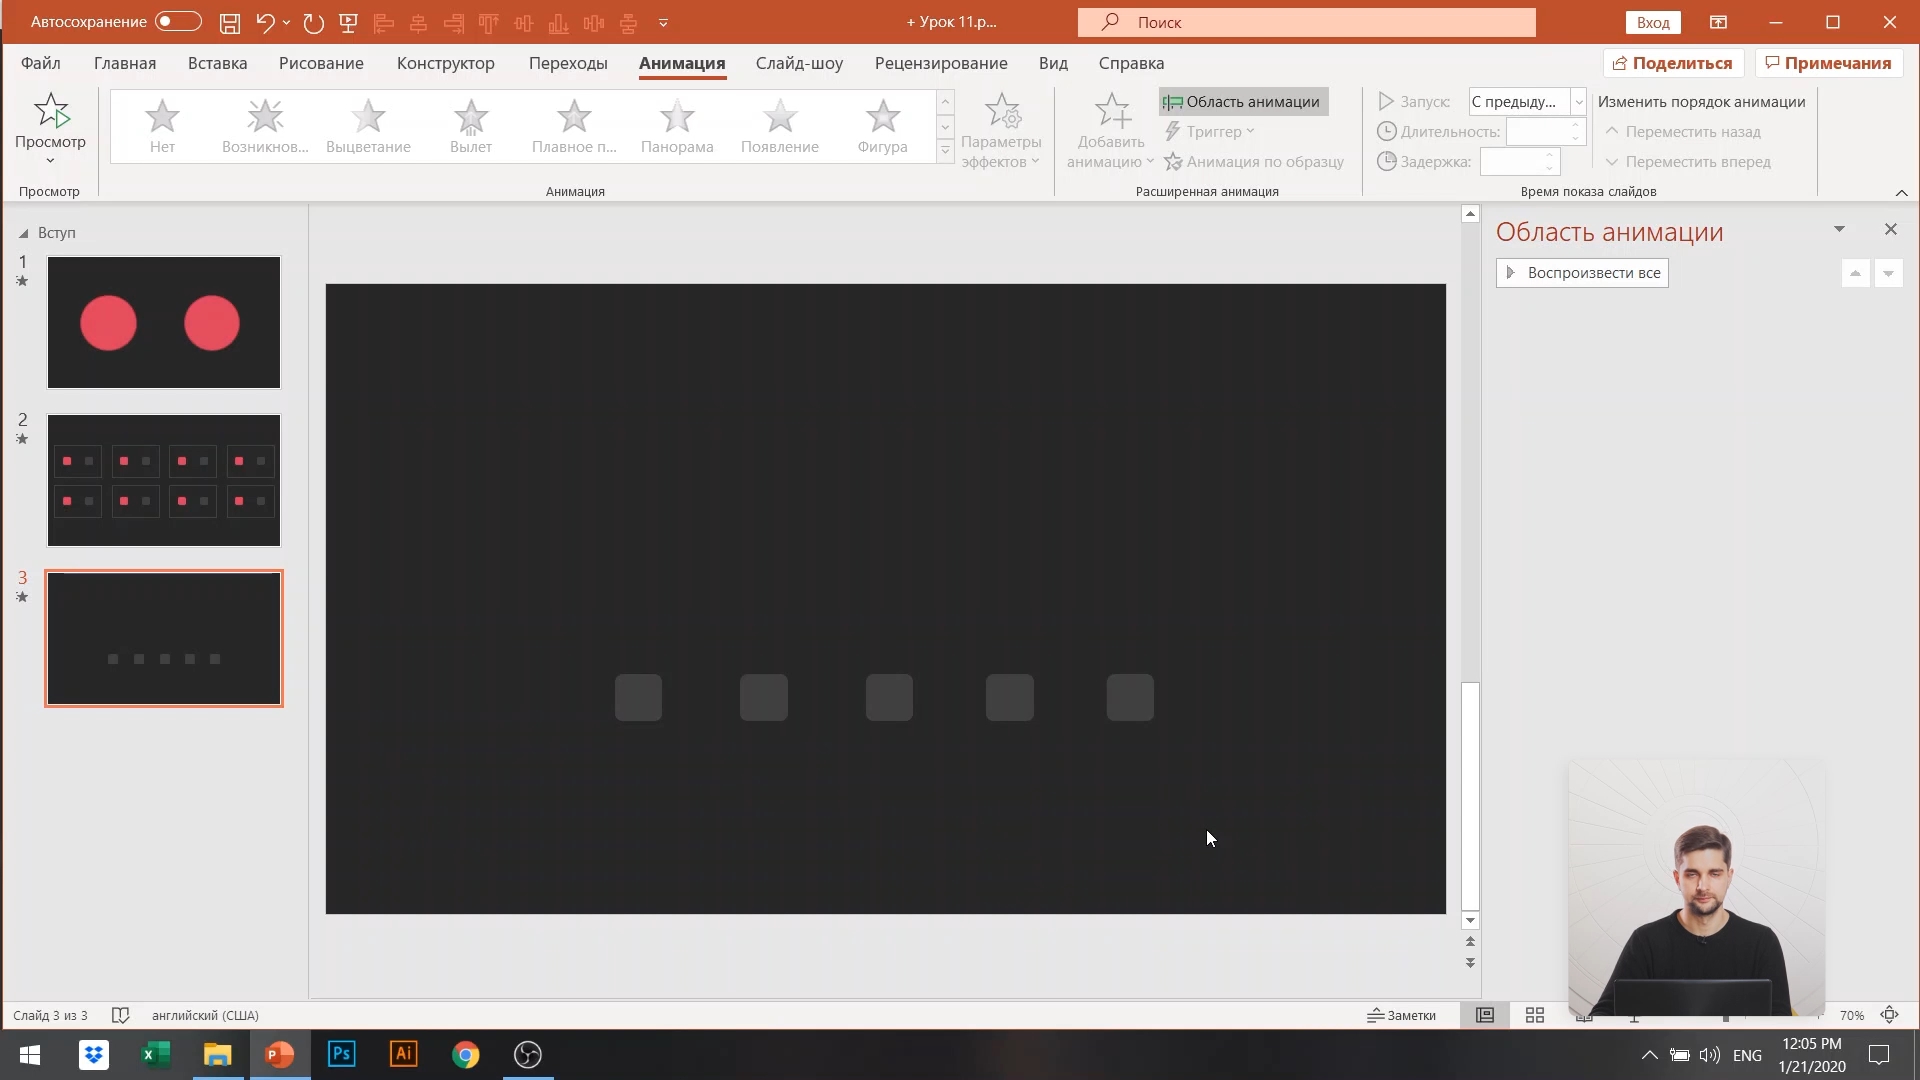 Автосохранение
+ Урок 11.p...
Поиск
Вход
Файл
Главная
Вставка
Рисование
Конструктор
Переходы
Анимация
Слайд-шоу
Рецензирование
Вид
Справка
Поделиться
Примечания
Просмотр
Нет
Возникнов...
Выцветание
Вылет
Плавное п...
Панорама
Появление
Фигура
Параметры
эффектов
Добавить
анимацию
Область анимации
Триггер
Анимация по образцу
Запуск:
С предыду...
Длительность:
Задержка:
Изменить порядок анимации
Переместить назад
Переместить вперед
Просмотр
Анимация
Расширенная анимация
Время показа слайдов
Вступ
1
2
3
Область анимации
Воспроизвести все
Слайд 3 из 3
английский (США)
Заметки
70%
Ps
Ai
ENG
12:05 PM
1/21/2020